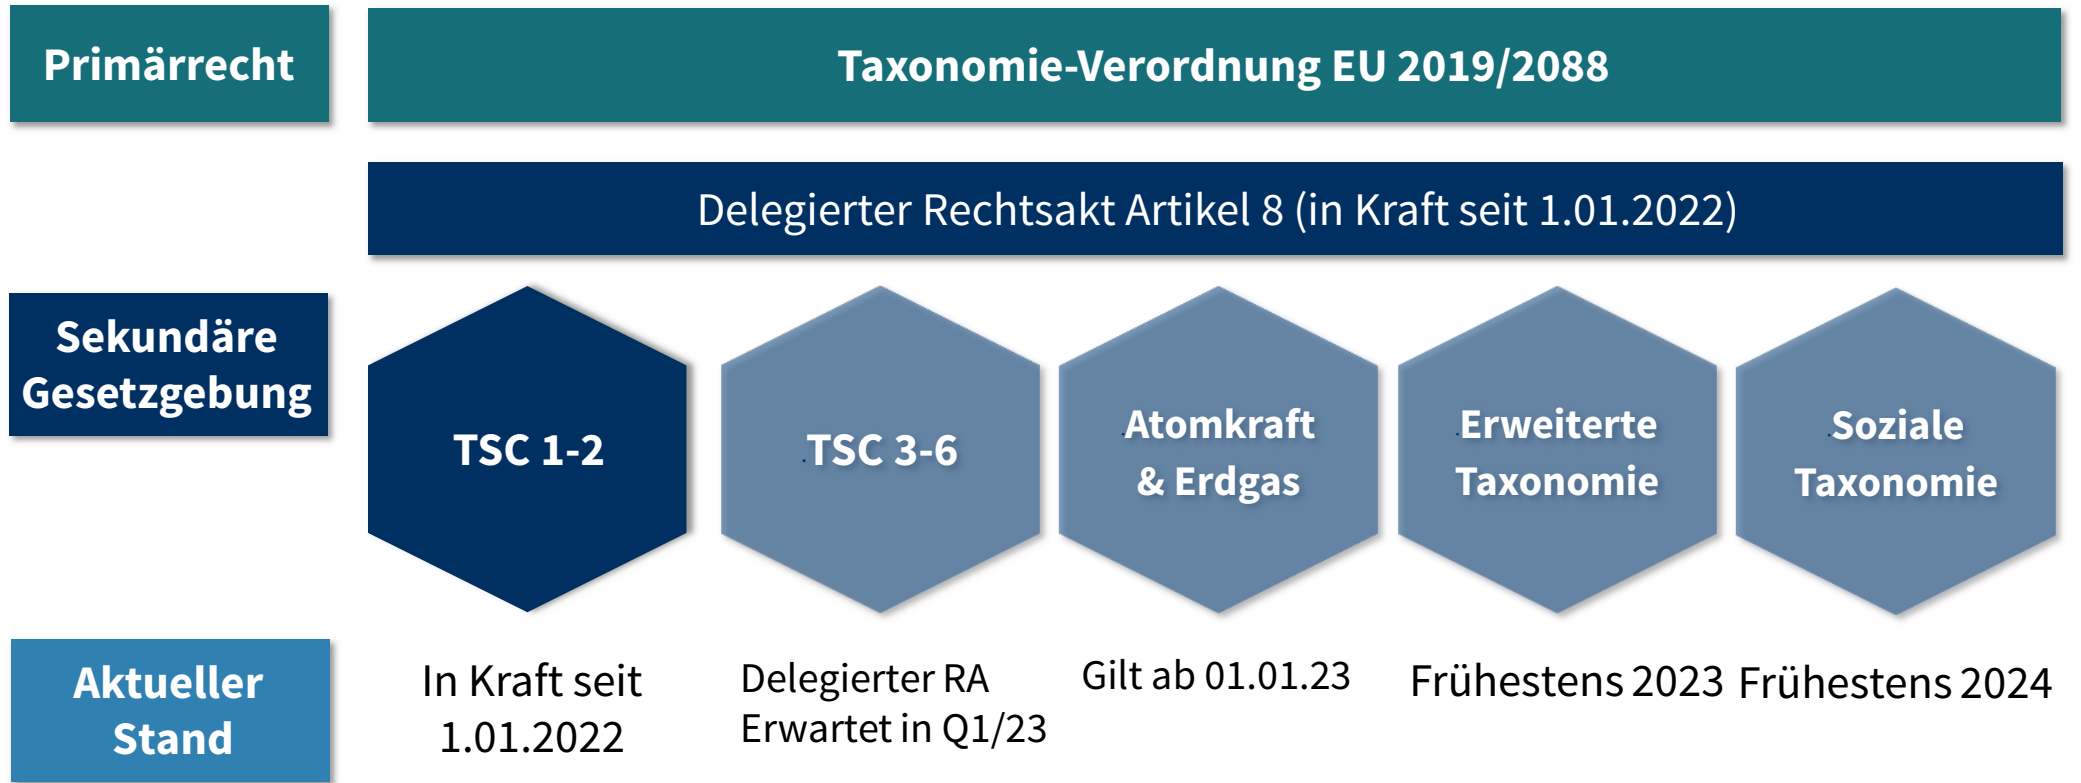 Primärrecht
Taxonomie-Verordnung EU 2019/2088
Delegierter Rechtsakt Artikel 8 (in Kraft seit 1.01.2022)
Sekundäre
Gesetzgebung
TSC 1-2
TSC 3-6
Atomkraft
& Erdgas
Erweiterte
Taxonomie
Soziale
Taxonomie
Aktueller
Stand
In Kraft seit
1.01.2022
Delegierter RA
Erwartet in Q1/23
Gilt ab 01.01.23
Frühestens 2023
Frühestens 2024